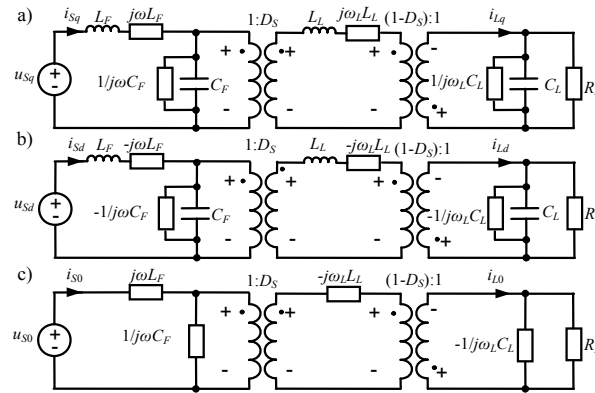 a)
i_Sq L_F jωL_F 1:D_S L_L jω_L L_L (1-D_S):1 i_Lq
u_Sq + - 1/jωC_F C_F + - + - + - - + 1/jω_L C_L C_L R
b)
i_Sd L_F -jωL_F 1:D_S L_L -jω_L L_L (1-D_S):1 i_Ld
u_Sd + - -1/jωC_F C_F + - + - + - - + -1/jω_L C_L C_L R
c)
i_S0 jωL_F 1:D_S -jω_L L_L (1-D_S):1 i_L0
u_S0 + - 1/jωC_F + - + - + - - + -1/jω_L C_L R